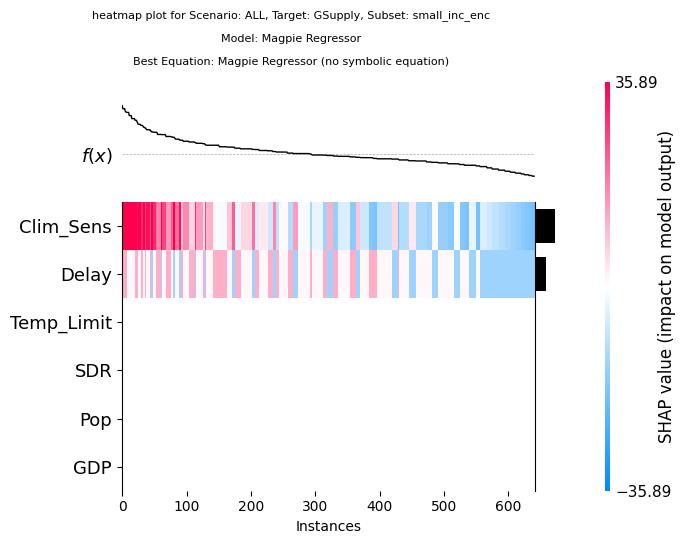 heatmap plot for Scenario: ALL, Target: GSupply, Subset: small_inc_enc
Model: Magpie Regressor
Best Equation: Magpie Regressor (no symbolic equation)
35.89
f(x)
Clim_Sens
Delay
Temp_Limit
SDR
Pop
GDP
SHAP value (impact on model output)
−35.89
0 100 200 300 400 500 600
Instances